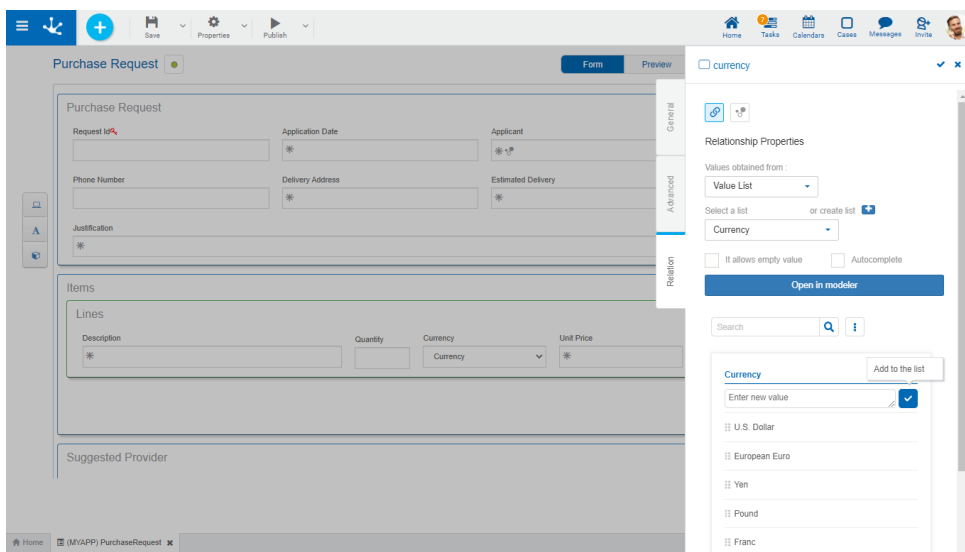 Save
Properties
Publish
Home
7
Tasks
Calendars
Cases
Messages
Invite
Purchase Request
Form
Preview
currency
Purchase Request
Request Id
Application Date
Applicant
Phone Number
Delivery Address
Estimated Delivery
Justification
Items
Lines
Description
Quantity
Currency
Unit Price
Currency
Suggested Provider
General
Advanced
Relation
Relationship Properties
Values obtained from :
Value List
Select a list
or create list
Currency
It allows empty value
Autocomplete
Open in modeler
Search
Add to the list
Currency
Enter new value
U.S. Dollar
European Euro
Yen
Pound
Franc
A
Home
(MYAPP) PurchaseRequest